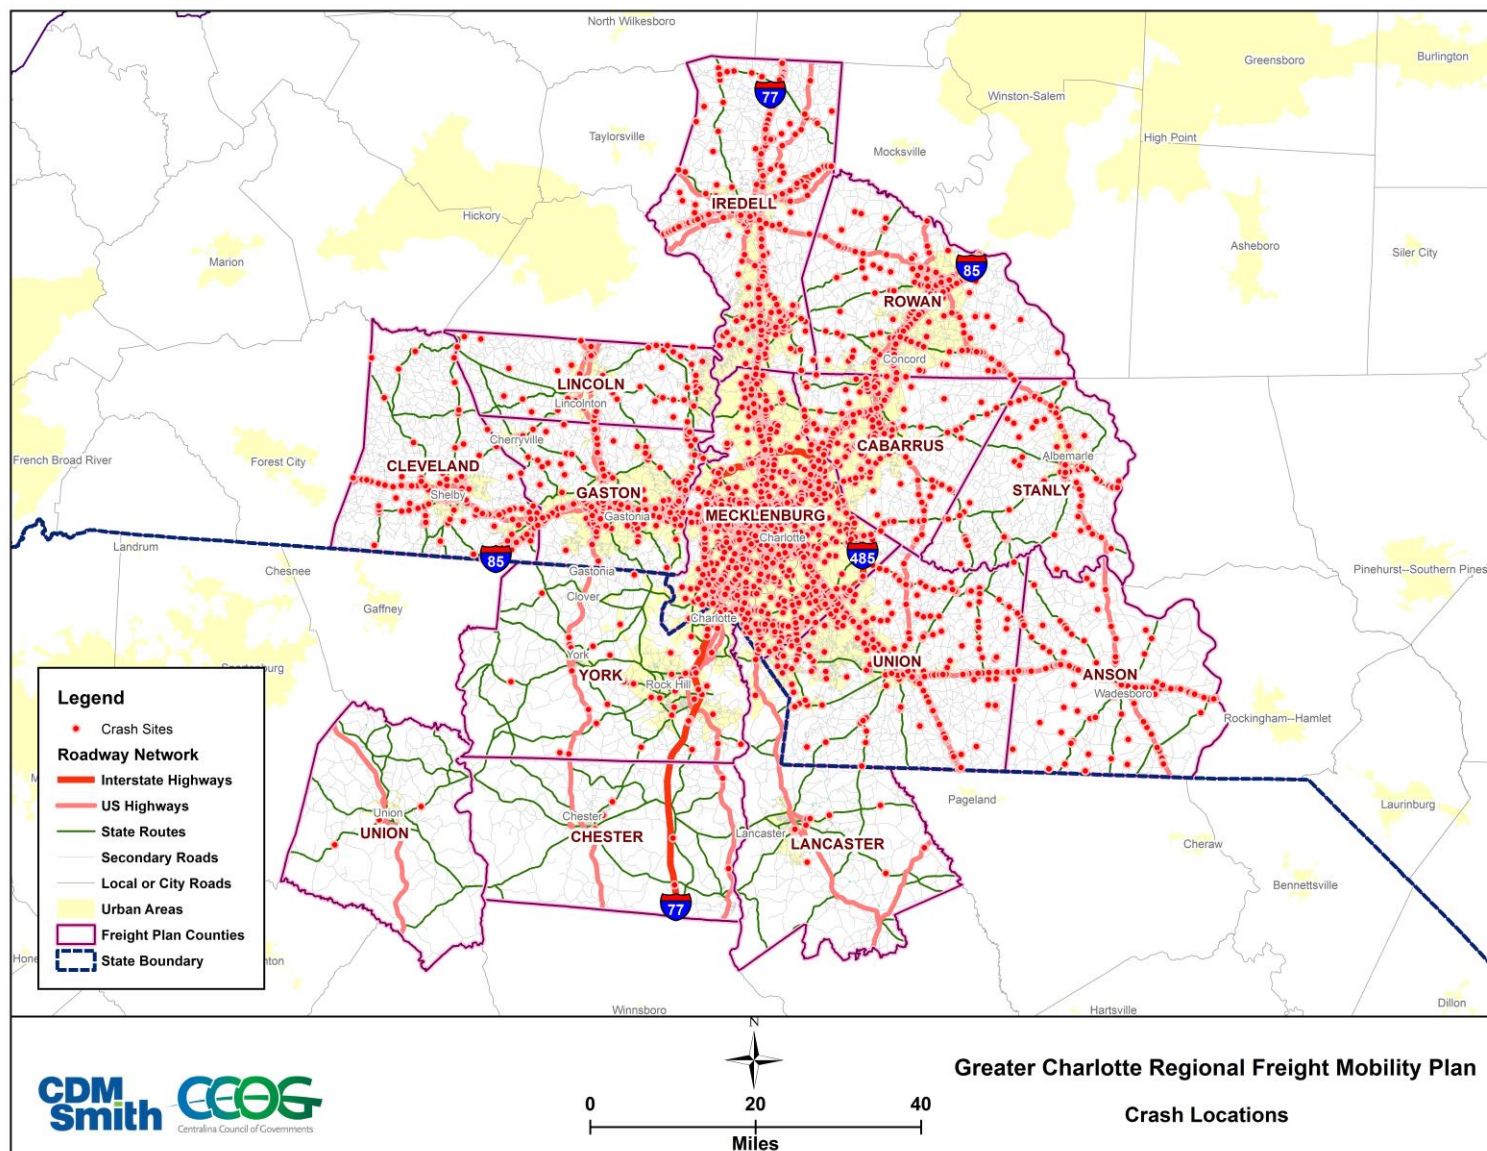 North Wilkesboro
Greensboro
Burlington
77
Winston-Salem
High Point
Taylorsville
Mocksville
IREDELL
Hickory
Asheboro
Siler City
Marion
85
ROWAN
Concord
LINCOLN
Lincolnton
Cherryville
CABARRUS
Albemarle
French Broad River
Forest City
CLEVELAND
Shelby
GASTON
Gastonia
STANLY
MECKLENBURG
Charlotte
485
85
Landrum
Chesnee
Gastonia
Pinehurst--Southern Pines
Clover
Gaffney
Charlotte
York
YORK
Rock Hill
UNION
ANSON
Wadesboro
Rockingham--Hamlet
Pageland
Laurinburg
Union
UNION
Chester
CHESTER
Lancaster
LANCASTER
Cheraw
Bennettsville
77
Winnsboro
Hartsville
Dillon
Legend
Crash Sites
Roadway Network
Interstate Highways
US Highways
State Routes
Secondary Roads
Local or City Roads
Urban Areas
Freight Plan Counties
State Boundary
N
0 20 40
Miles
CDM
Smith
CCOG
Centralina Council of Governments
Greater Charlotte Regional Freight Mobility Plan
Crash Locations